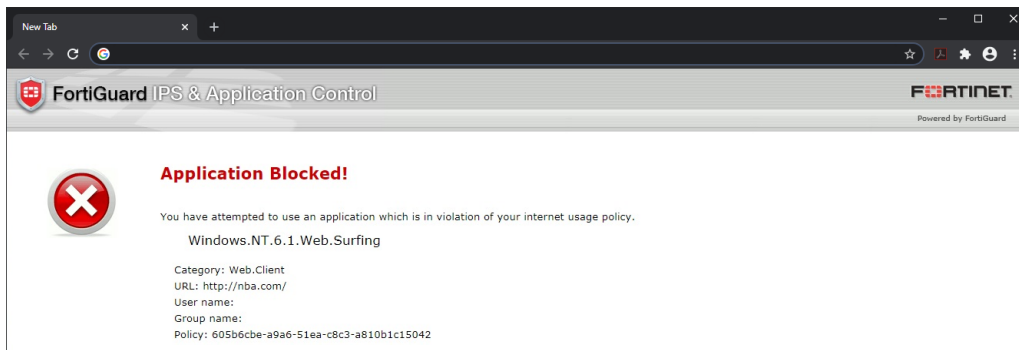 New Tab
FortiGuard IPS & Application Control
FORTINET
Powered by FortiGuard
Application Blocked!
You have attempted to use an application which is in violation of your internet usage policy.
Windows.NT.6.1.Web.Surfing
Category: Web.Client
URL: http://nba.com/
User name:
Group name:
Policy: 605b6cbe-a9a6-51ea-c8c3-a810b1c15042